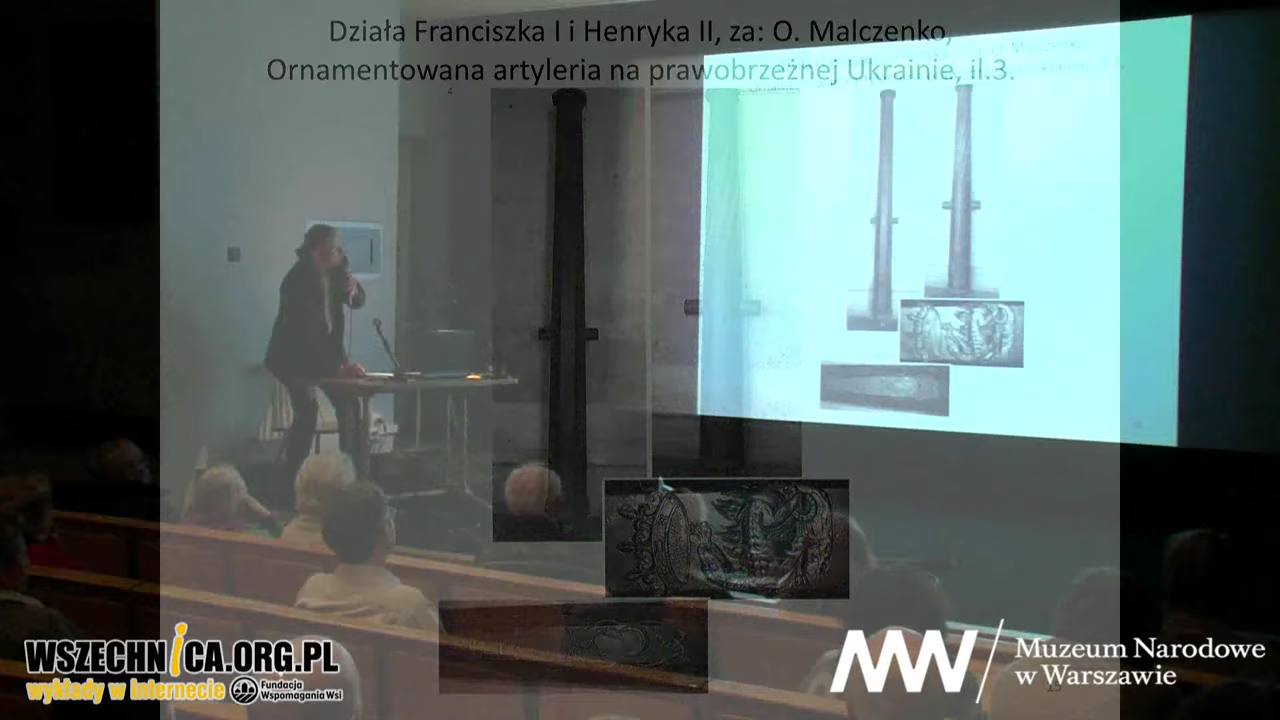 Działa Franciszka I i Henryka II, za: O. Malczenko,
Ornamentowana artyleria na prawobrzeżnej Ukrainie, il.3.
WSZECHNICA.ORG.PL
wykłady w internecie
Fundacja
Wspomagania Wsi
MNW
Muzeum Narodowe
w Warszawie